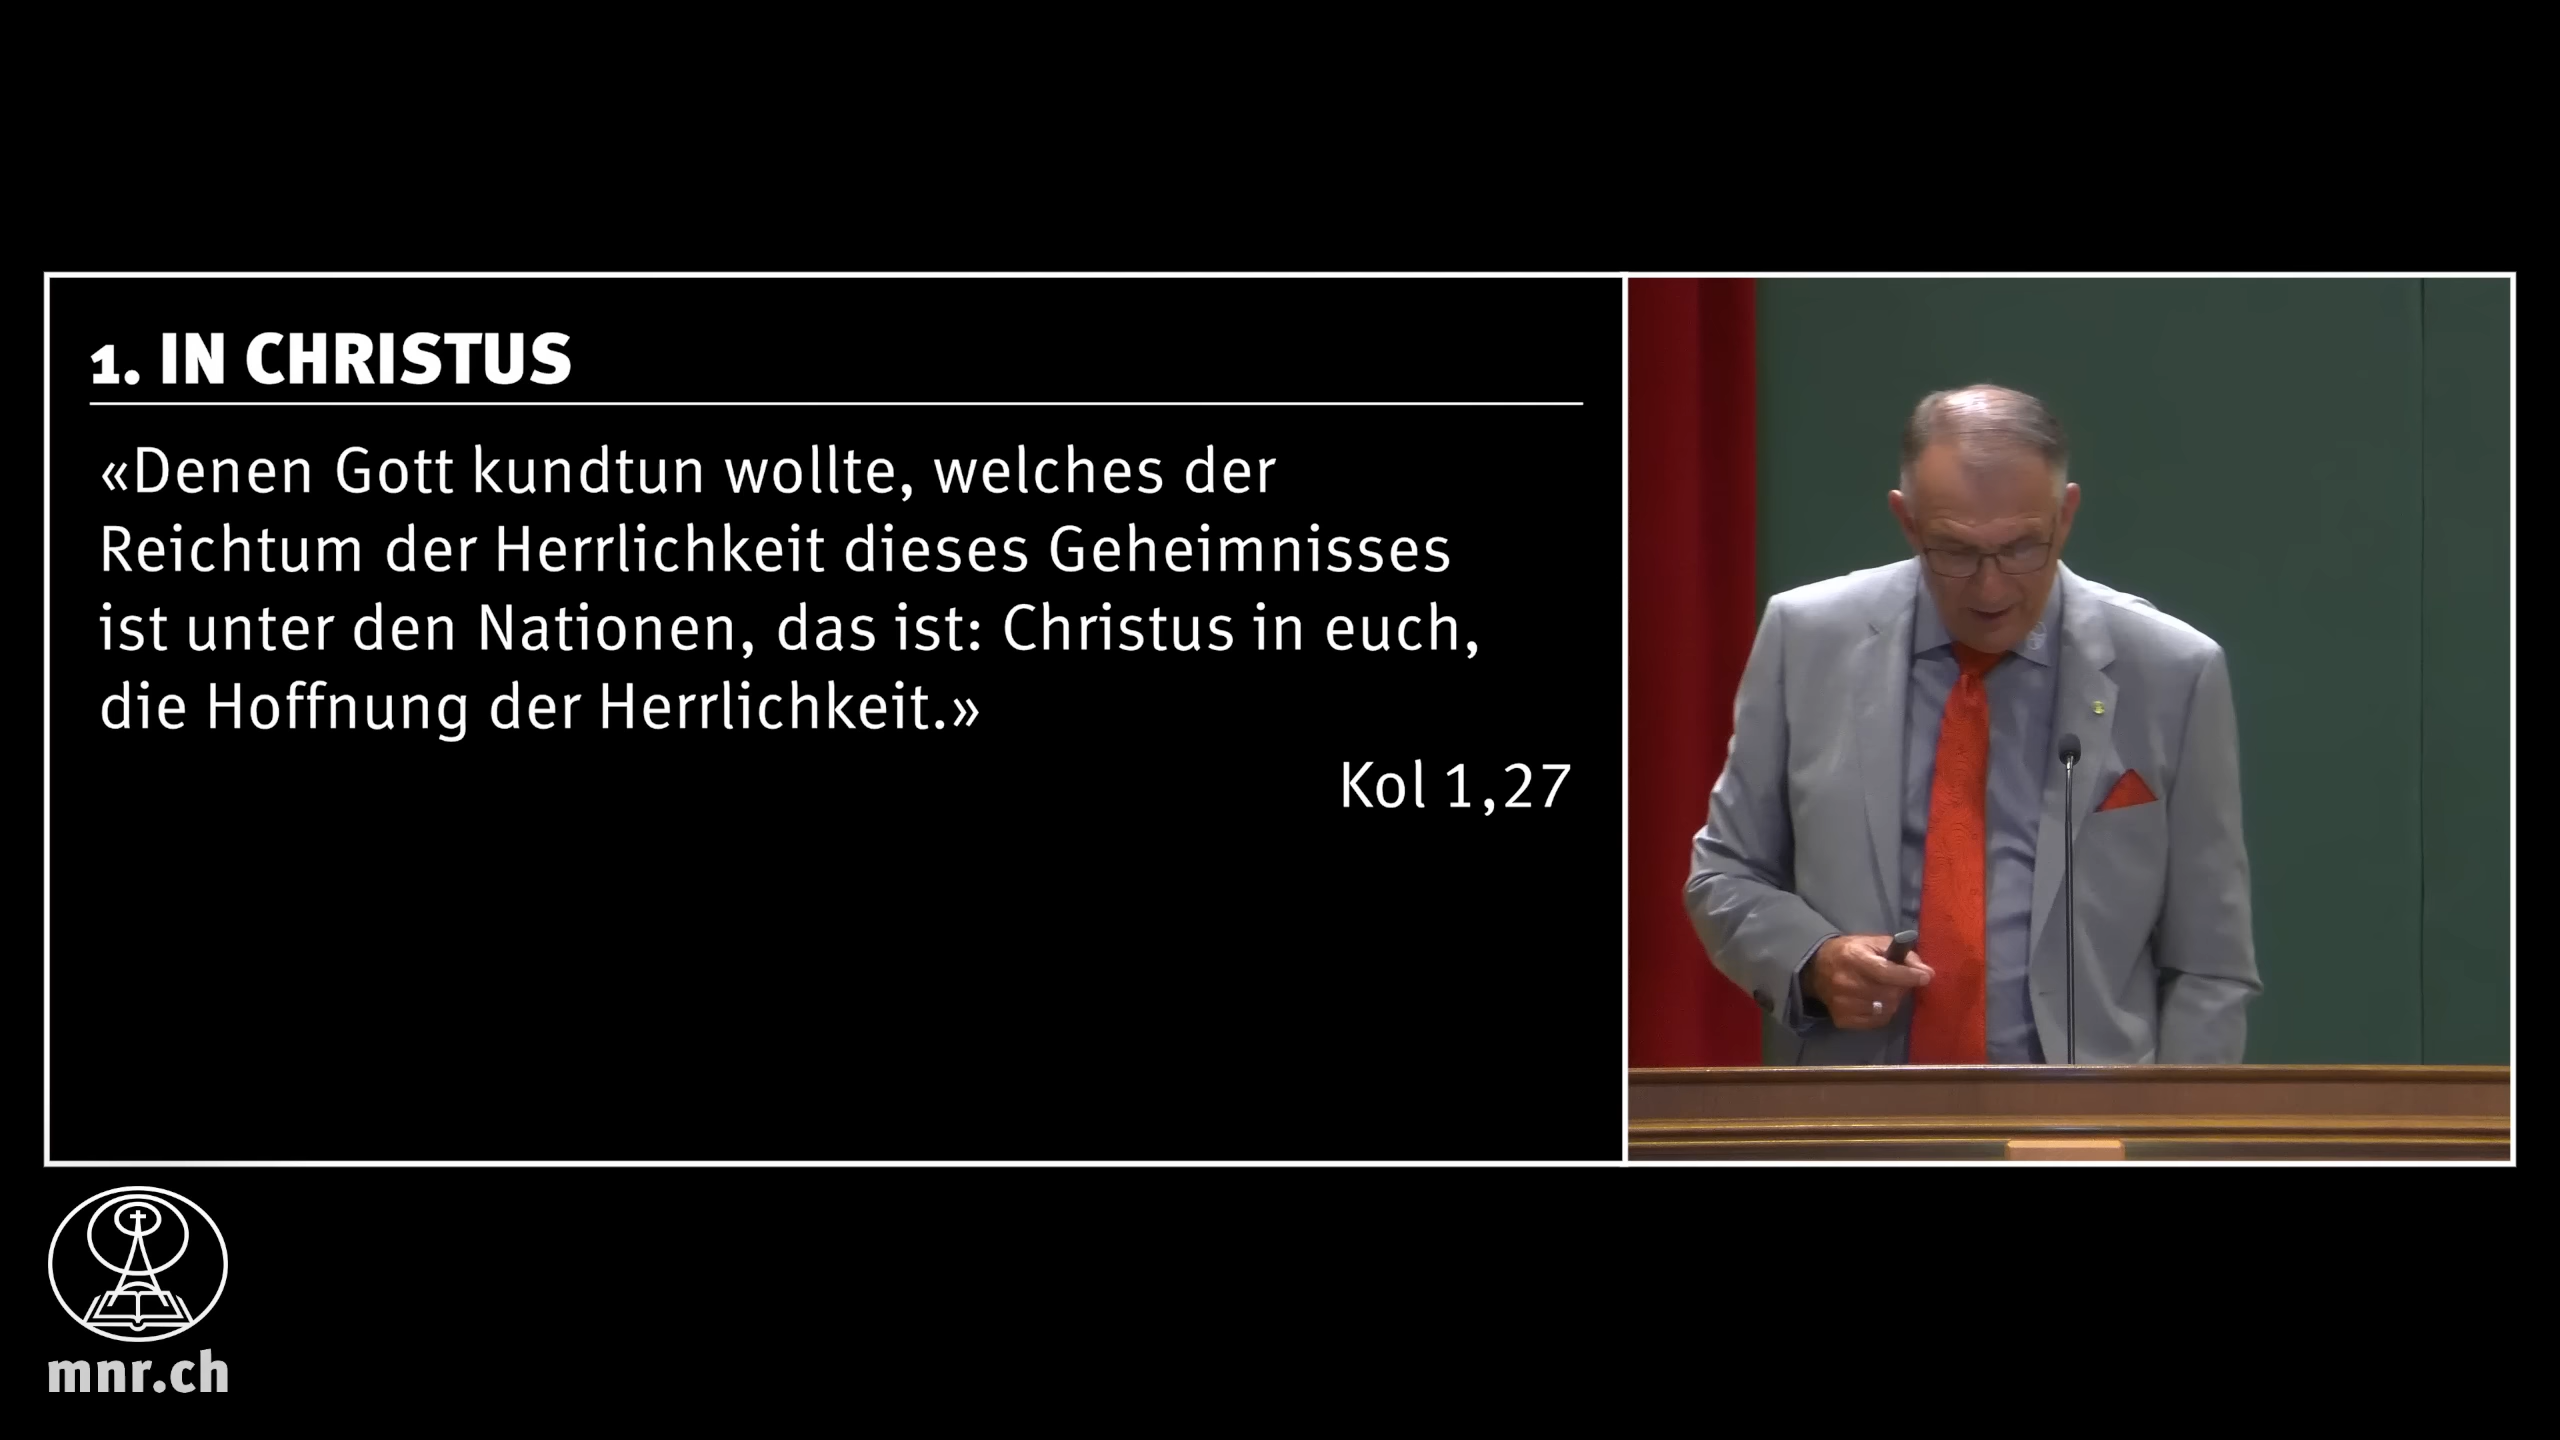 1. IN CHRISTUS
«Denen Gott kundtun wollte, welches der
Reichtum der Herrlichkeit dieses Geheimnisses
ist unter den Nationen, das ist: Christus in euch,
die Hoffnung der Herrlichkeit.»
Kol 1,27
mnr.ch